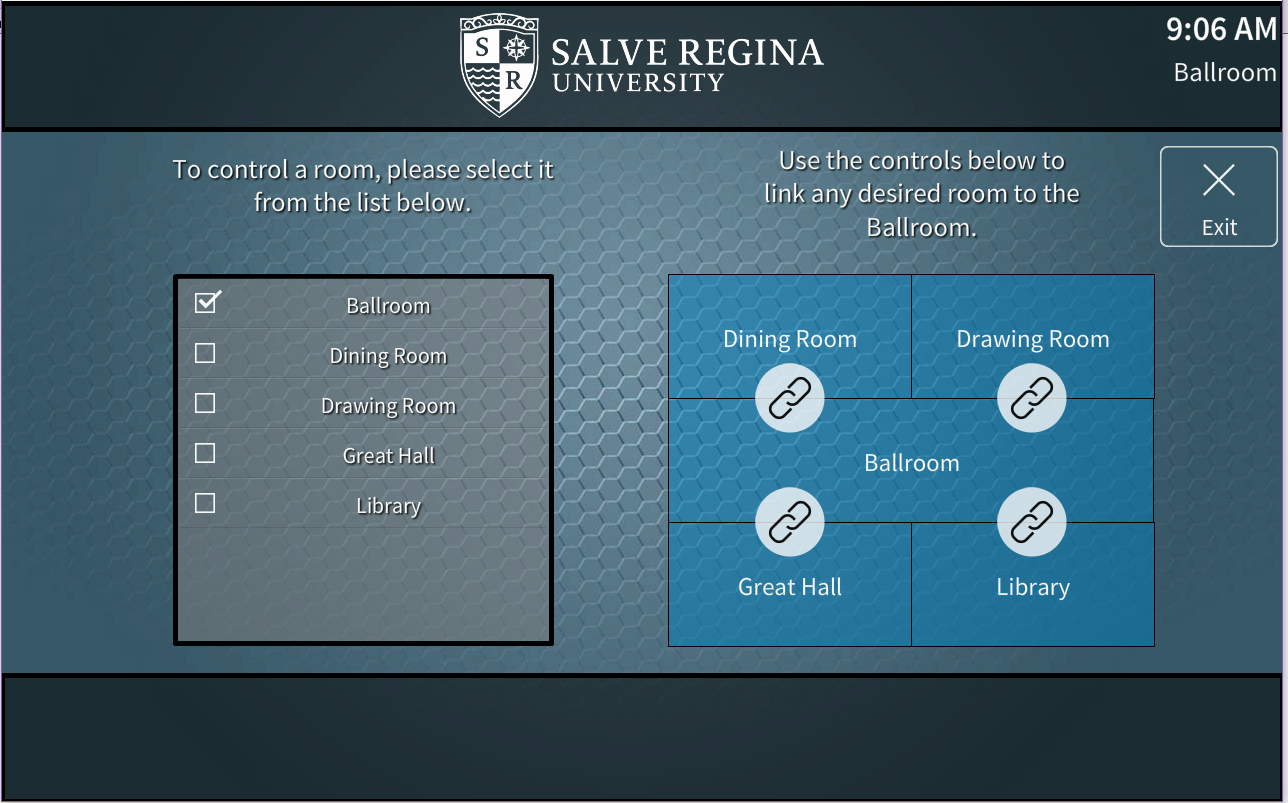 S
R
SALVE REGINA
UNIVERSITY
9:06 AM
Ballroom
To control a room, please select it
from the list below.
Use the controls below to
link any desired room to the
Ballroom.
Exit
Ballroom
Dining Room
Drawing Room
Great Hall
Library
Dining Room
Drawing Room
Ballroom
Great Hall
Library